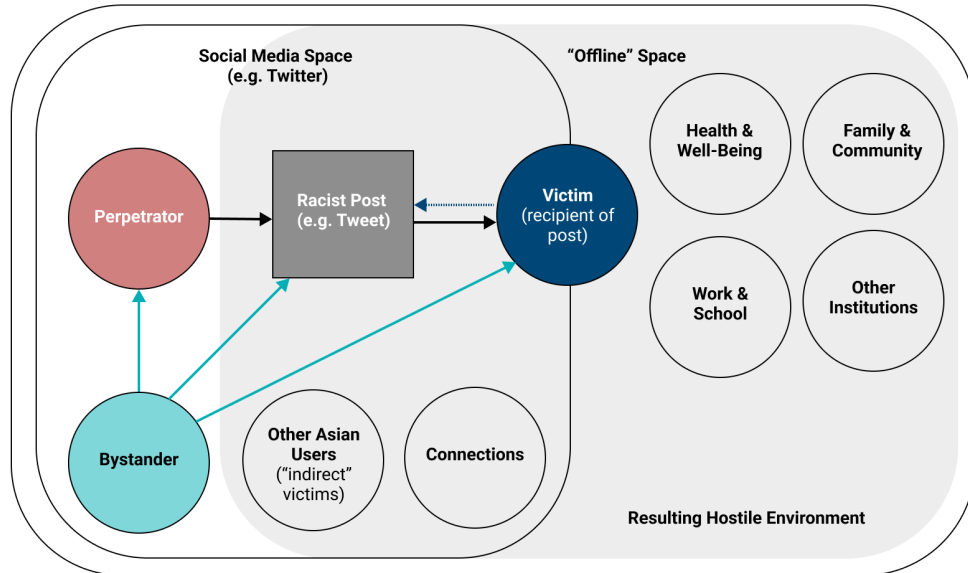 Social Media Space
(e.g. Twitter)
“Offline” Space
Health &
Well-Being
Family &
Community
Perpetrator
Racist Post
(e.g. Tweet)
Victim
(recipient of
post)
Work &
School
Other
Institutions
Bystander
Other Asian
Users
(“indirect”
victims)
Connections
Resulting Hostile Environment